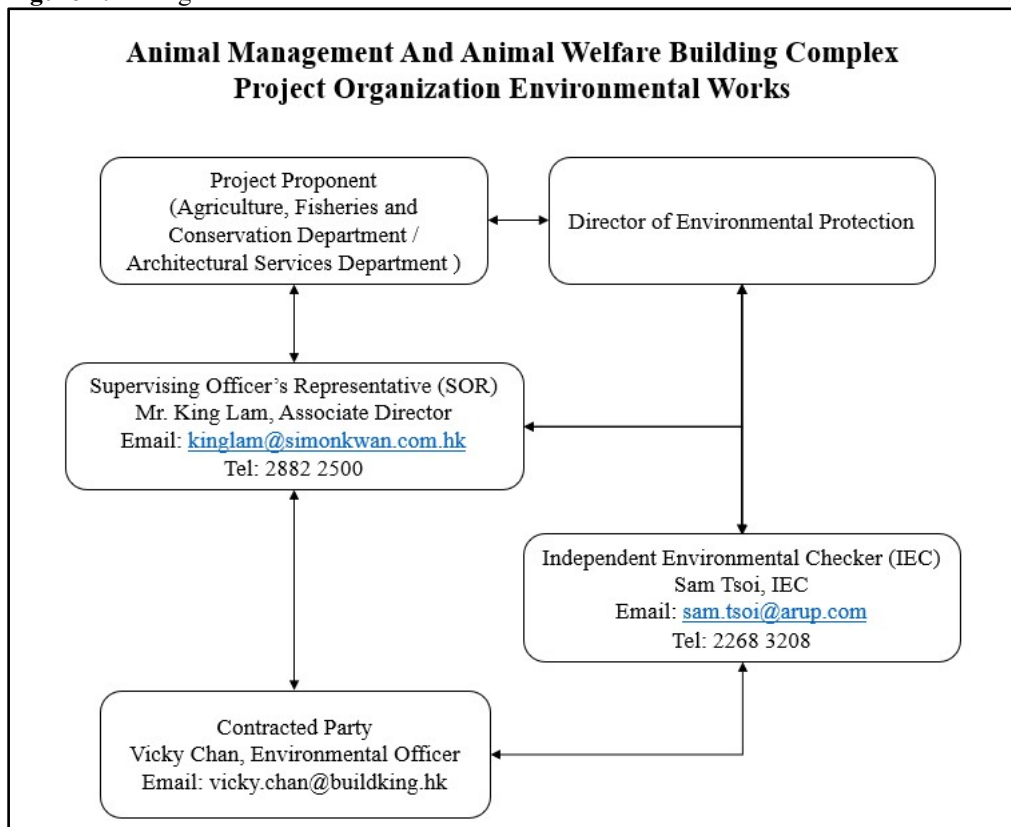 Animal Management And Animal Welfare Building Complex
Project Organization Environmental Works
Project Proponent
(Agriculture, Fisheries and
Conservation Department /
Architectural Services Department )
Director of Environmental Protection
Supervising Officer's Representative (SOR)
Mr. King Lam, Associate Director
Email: kinglam@simonkwan.com.hk
Tel: 2882 2500
Independent Environmental Checker (IEC)
Sam Tsoi, IEC
Email: sam.tsoi@arup.com
Tel: 2268 3208
Contracted Party
Vicky Chan, Environmental Officer
Email: vicky.chan@buildking.hk